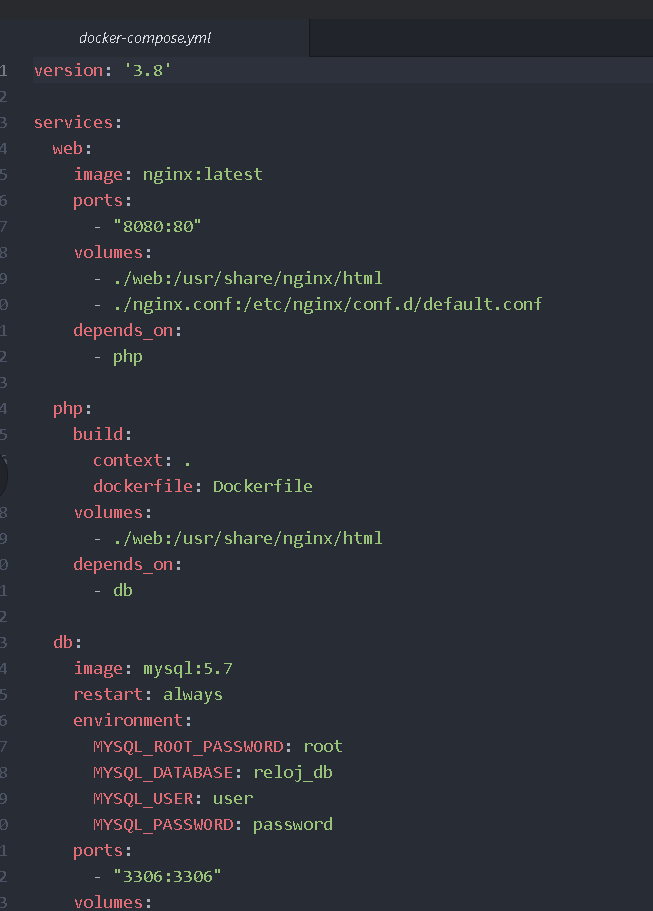 docker-compose.yml
1 version: '3.8'
2
3 services:
4   web:
5     image: nginx:latest
6     ports:
7       - "8080:80"
8     volumes:
9       - ./web:/usr/share/nginx/html
0       - ./nginx.conf:/etc/nginx/conf.d/default.conf
1     depends_on:
2       - php
3
4   php:
5     build:
      context: .
      dockerfile: Dockerfile
8     volumes:
9       - ./web:/usr/share/nginx/html
0     depends_on:
1       - db
2
3   db:
4     image: mysql:5.7
5     restart: always
6     environment:
7       MYSQL_ROOT_PASSWORD: root
8       MYSQL_DATABASE: reloj_db
9       MYSQL_USER: user
0       MYSQL_PASSWORD: password
1     ports:
2       - "3306:3306"
3     volumes: